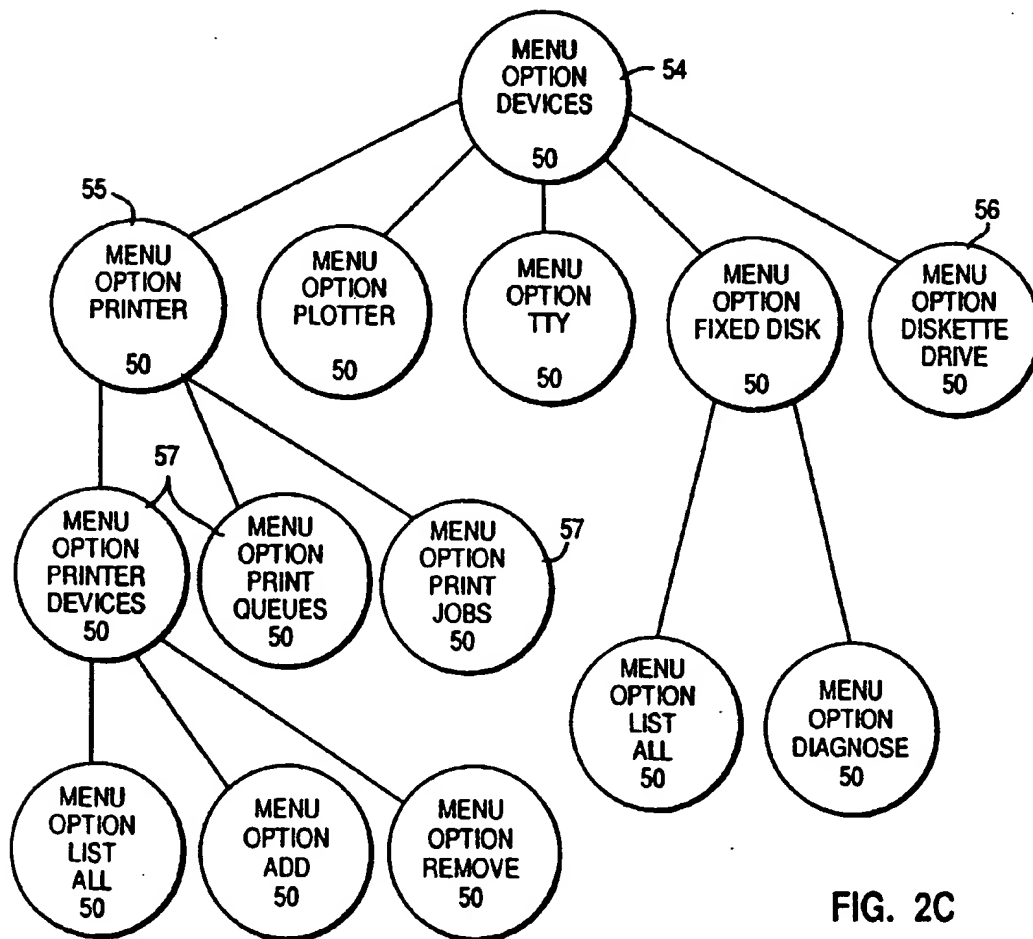 MENU
OPTION
DEVICES
50
54
55
MENU
OPTION
PRINTER
50
MENU
OPTION
PLOTTER
50
MENU
OPTION
TTY
50
MENU
OPTION
FIXED DISK
50
56
MENU
OPTION
DISKETTE
DRIVE
50
57
MENU
OPTION
PRINTER
DEVICES
50
MENU
OPTION
PRINT
QUEUES
50
MENU
OPTION
PRINT
JOBS
50
57
MENU
OPTION
LIST
ALL
50
MENU
OPTION
DIAGNOSE
50
MENU
OPTION
LIST
ALL
50
MENU
OPTION
ADD
50
MENU
OPTION
REMOVE
50
FIG. 2C